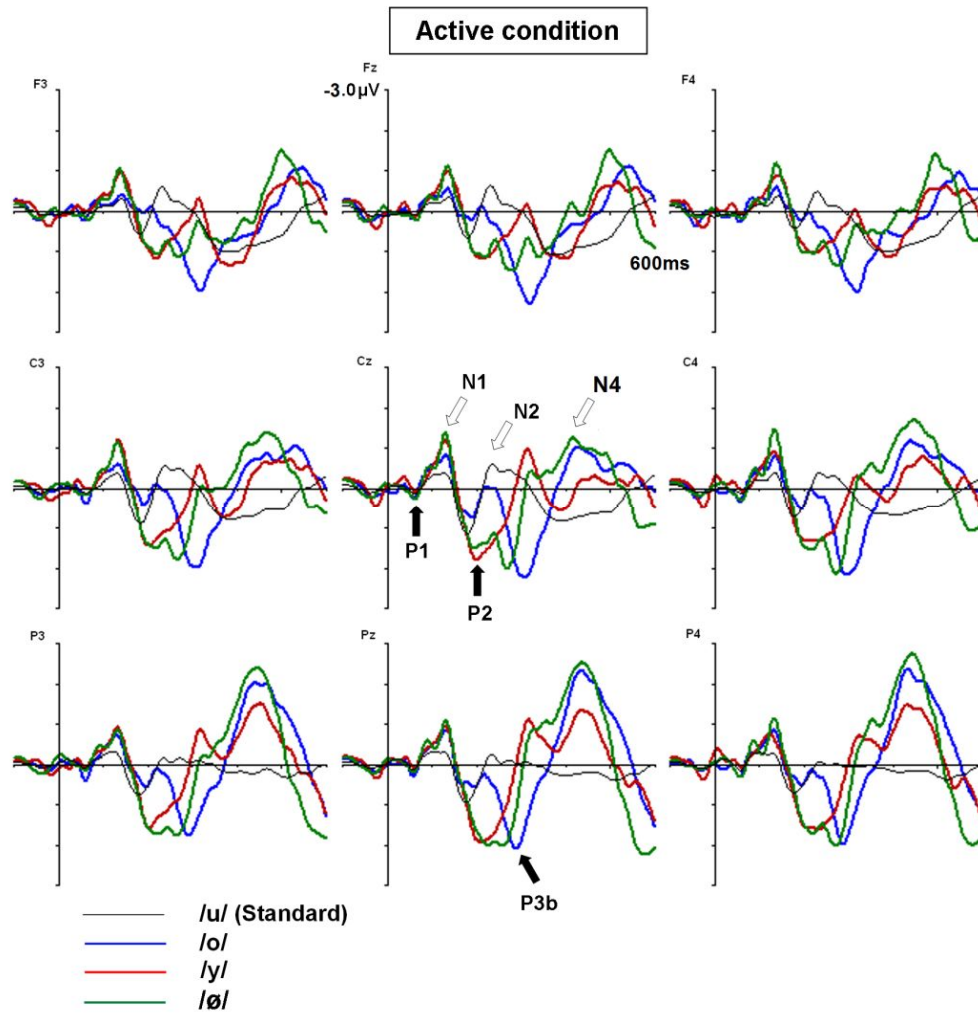 Active condition
F3
Fz
F4
-3.0µV
600ms
C3
Cz
C4
N1
N2
N4
P1
P2
P3
Pz
P4
P3b
/u/ (Standard)
/o/
/y/
/ø/